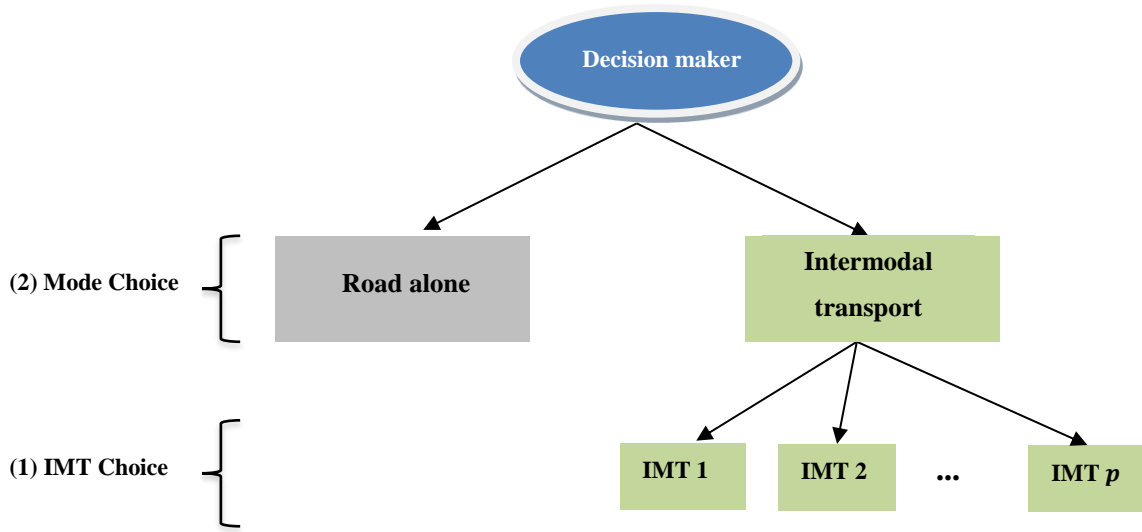 Decision maker
(2) Mode Choice
Road alone
Intermodal
transport
(1) IMT Choice
IMT 1
IMT 2
...
IMT p